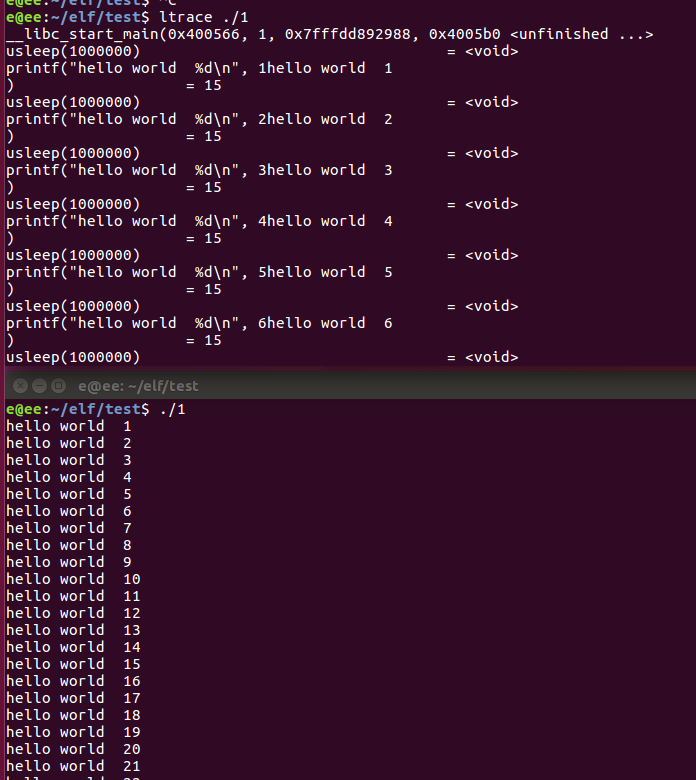 e@ee:~/elf/test$ ^C
e@ee:~/elf/test$ ltrace ./1
__libc_start_main(0x400566, 1, 0x7fffdd892988, 0x4005b0 <unfinished ...>
usleep(1000000)                                  = <void>
printf("hello world  %d\n", 1hello world  1
)                   = 15
usleep(1000000)                                  = <void>
printf("hello world  %d\n", 2hello world  2
)                   = 15
usleep(1000000)                                  = <void>
printf("hello world  %d\n", 3hello world  3
)                   = 15
usleep(1000000)                                  = <void>
printf("hello world  %d\n", 4hello world  4
)                   = 15
usleep(1000000)                                  = <void>
printf("hello world  %d\n", 5hello world  5
)                   = 15
usleep(1000000)                                  = <void>
printf("hello world  %d\n", 6hello world  6
)                   = 15
usleep(1000000)                                  = <void>
e@ee: ~/elf/test
e@ee:~/elf/test$ ./1
hello world  1
hello world  2
hello world  3
hello world  4
hello world  5
hello world  6
hello world  7
hello world  8
hello world  9
hello world  10
hello world  11
hello world  12
hello world  13
hello world  14
hello world  15
hello world  16
hello world  17
hello world  18
hello world  19
hello world  20
hello world  21